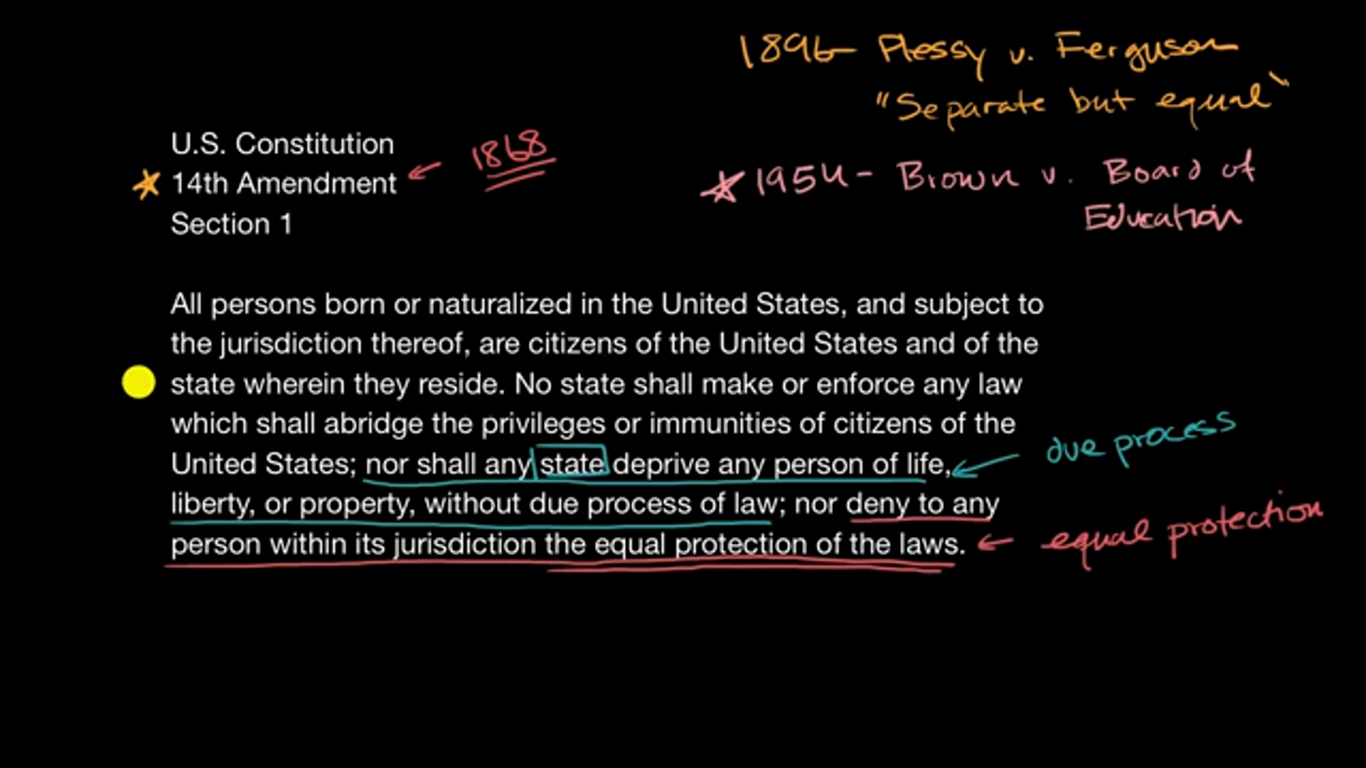 1896- Plessy v. Ferguson
"Separate but equal"
U.S. Constitution
14th Amendment
Section 1
1868
1954- Brown v. Board of
Education
All persons born or naturalized in the United States, and subject to
the jurisdiction thereof, are citizens of the United States and of the
state wherein they reside. No state shall make or enforce any law
which shall abridge the privileges or immunities of citizens of the
United States; nor shall any state deprive any person of life,
liberty, or property, without due process of law; nor deny to any
person within its jurisdiction the equal protection of the laws.
due process
equal protection